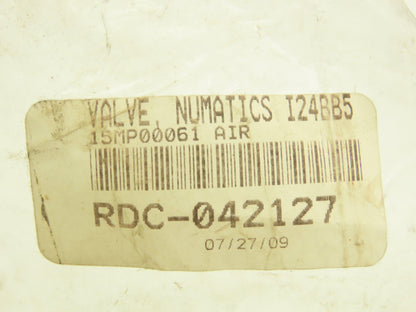 VALVE, NUMATICS I24BB5
15MP00061 AIR
RDC-042127
07/27/09